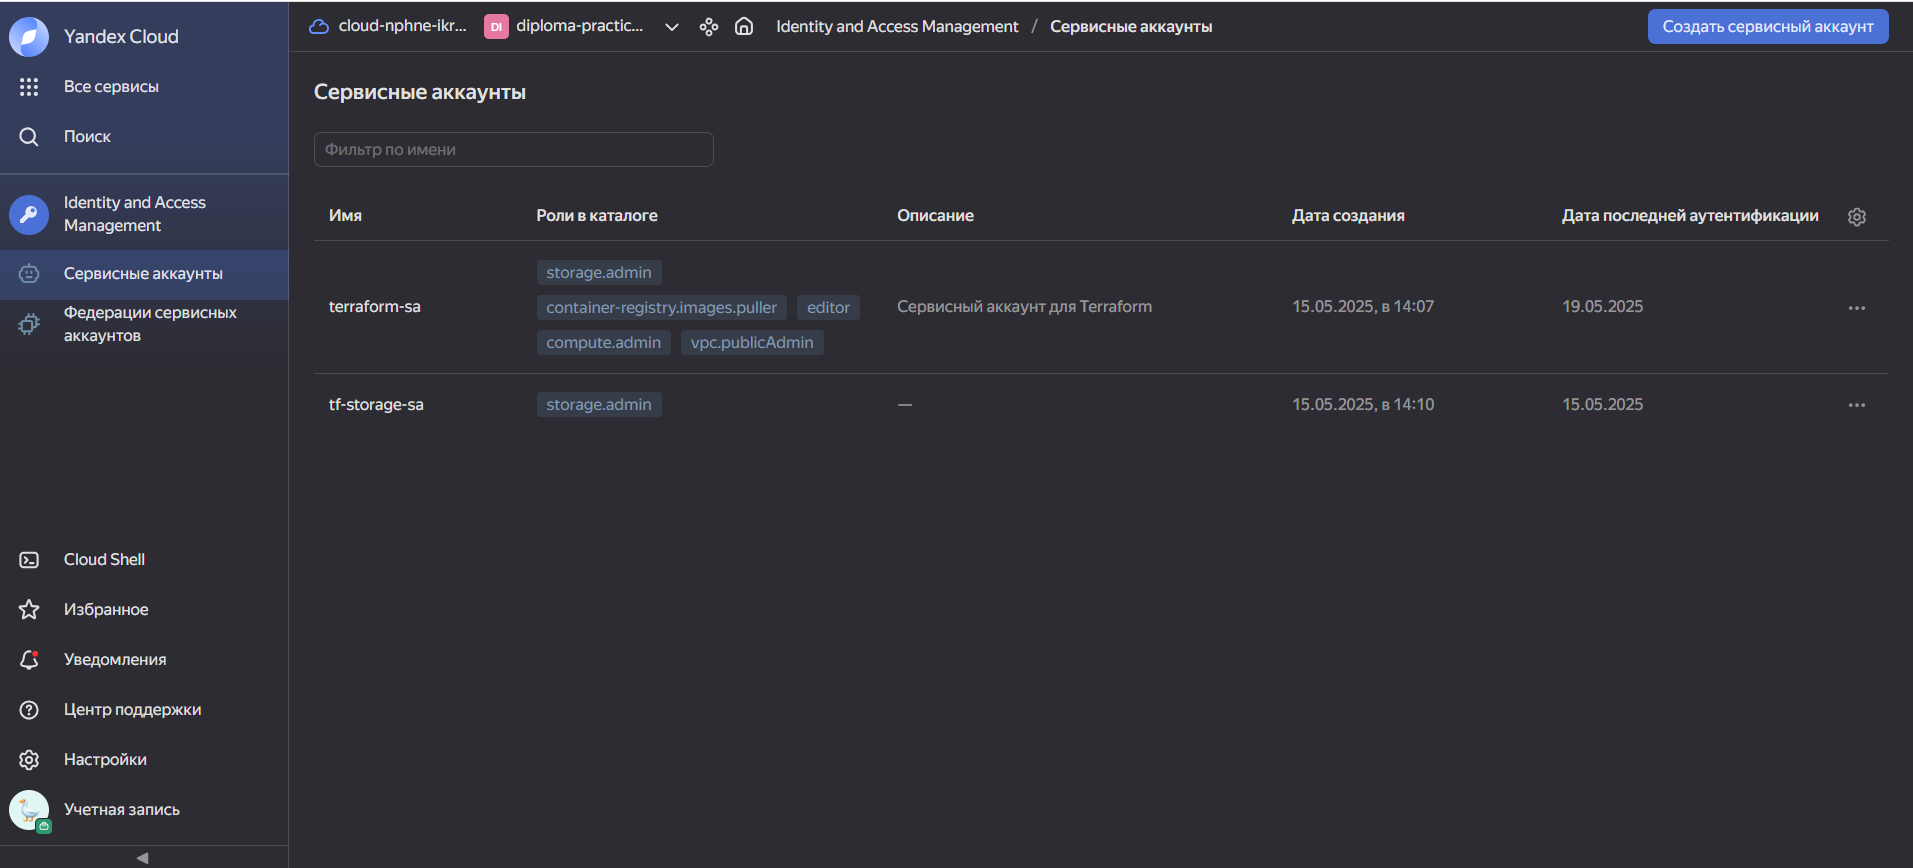 Yandex Cloud
Все сервисы
Поиск
Identity and Access
Management
Сервисные аккаунты
Федерации сервисных
аккаунтов
Cloud Shell
Избранное
Уведомления
Центр поддержки
Настройки
Учетная запись
cloud-nphne-ikr... DI diploma-practic... Identity and Access Management / Сервисные аккаунты Создать сервисный аккаунт
Сервисные аккаунты
Фильтр по имени
Имя Роли в каталоге Описание Дата создания Дата последней аутентификации
storage.admin
terraform-sa container-registry.images.puller editor Сервисный аккаунт для Terraform 15.05.2025, в 14:07 19.05.2025
compute.admin vpc.publicAdmin
tf-storage-sa storage.admin — 15.05.2025, в 14:10 15.05.2025